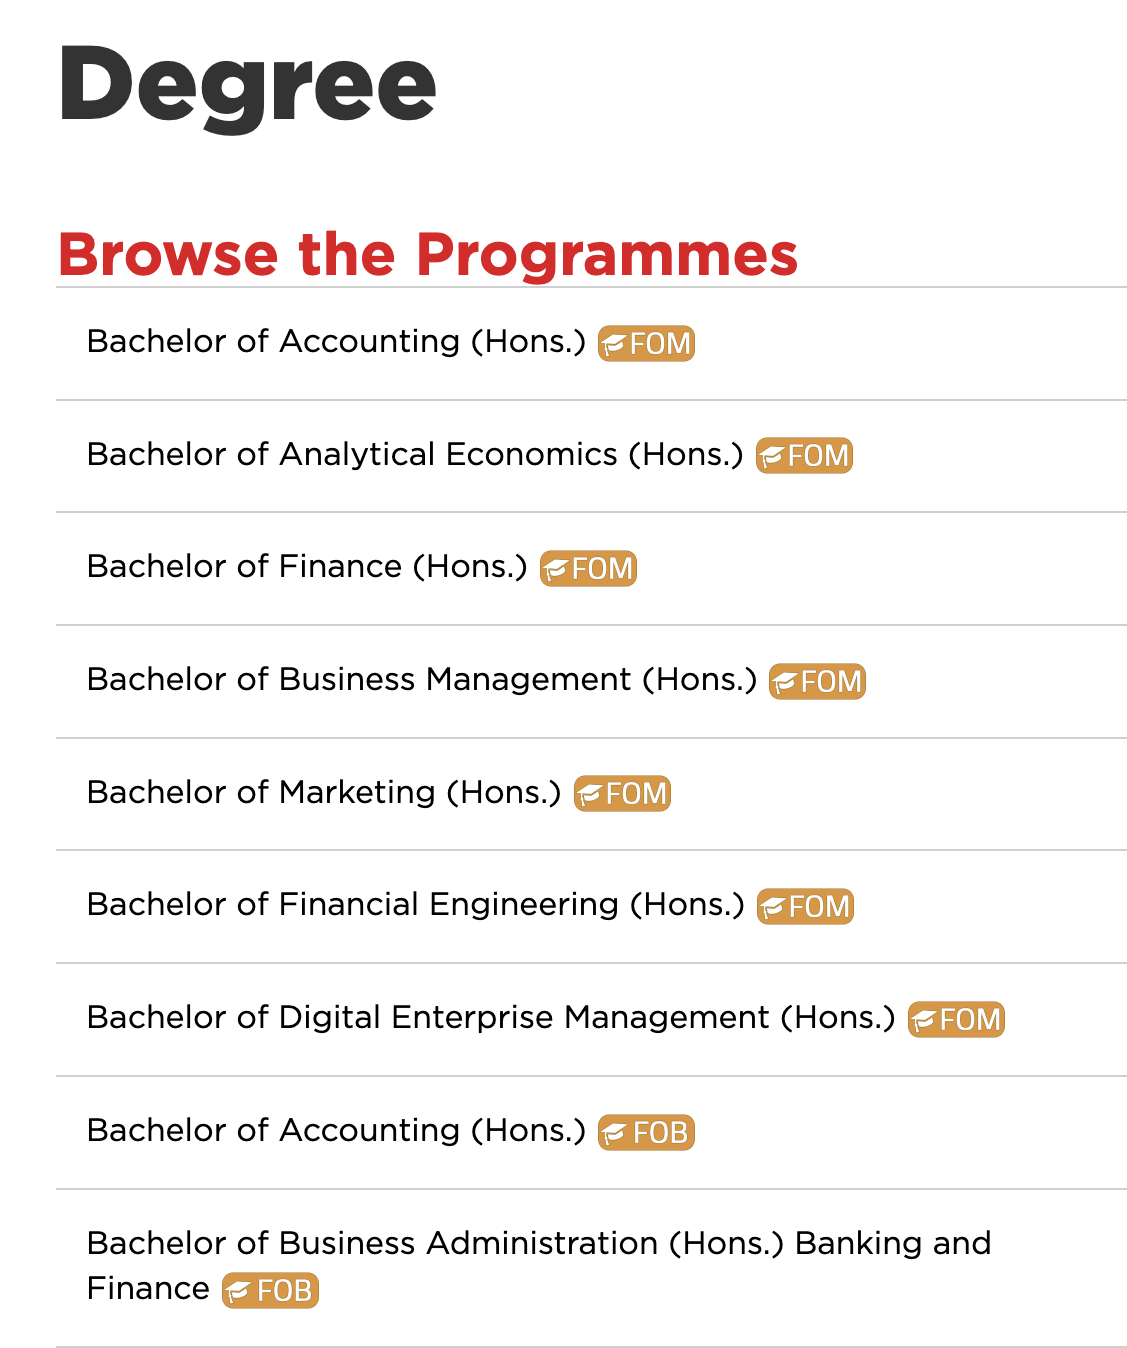 Degree
Browse the Programmes
Bachelor of Accounting (Hons.) FOM
Bachelor of Analytical Economics (Hons.) FOM
Bachelor of Finance (Hons.) FOM
Bachelor of Business Management (Hons.) FOM
Bachelor of Marketing (Hons.) FOM
Bachelor of Financial Engineering (Hons.) FOM
Bachelor of Digital Enterprise Management (Hons.) FOM
Bachelor of Accounting (Hons.) FOB
Bachelor of Business Administration (Hons.) Banking and
Finance FOB